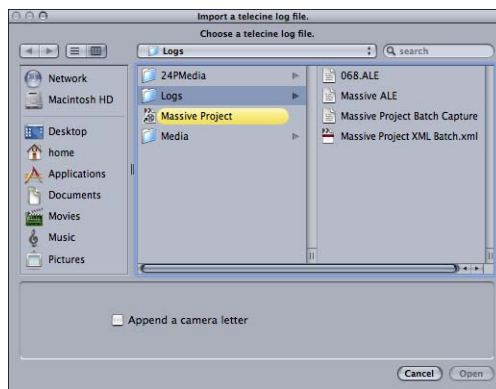 Import a telecine log file.
Choose a telecine log file.
Logs
search
Network
Macintosh HD
Desktop
home
Applications
Documents
Movies
Music
Pictures
24PMedia
Logs
Massive Project
Media
068.ALE
Massive ALE
Massive Project Batch Capture
Massive Project XML Batch.xml
Append a camera letter
Cancel
Open